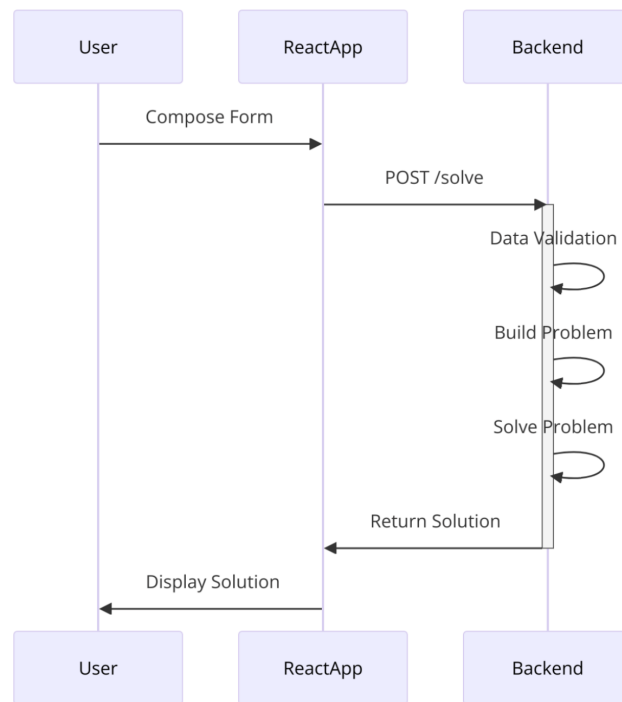 User ReactApp Backend
Compose Form
POST /solve
Data Validation
Build Problem
Solve Problem
Return Solution
Display Solution
User ReactApp Backend